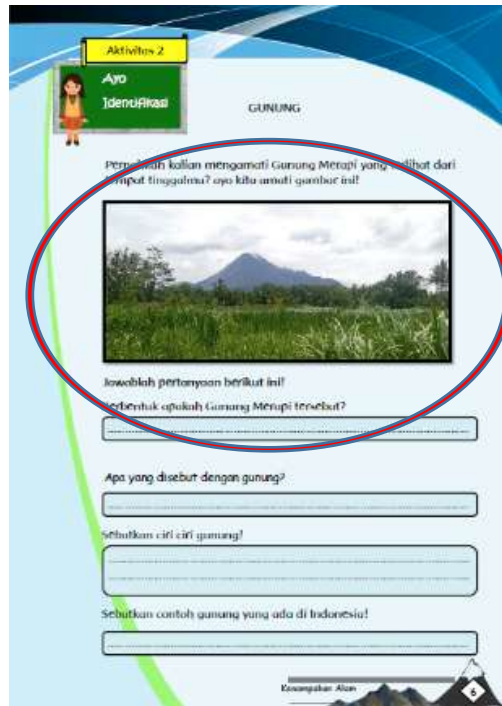 Aktivitas 2
Ayo
Identifikasi
GUNUNG
Pernahkah kalian mengamati Gunung Merapi yang terlihat dari
tempat tinggalmu? ayo kita amati gambar ini!
Jawablah pertanyaan berikut ini!
Berbentuk apakah Gunung Merapi tersebut?
Apa yang disebut dengan gunung?
Sebutkan ciri ciri gunung!
Sebutkan contoh gunung yang ada di Indonesia!
Kenampakan Alam
6